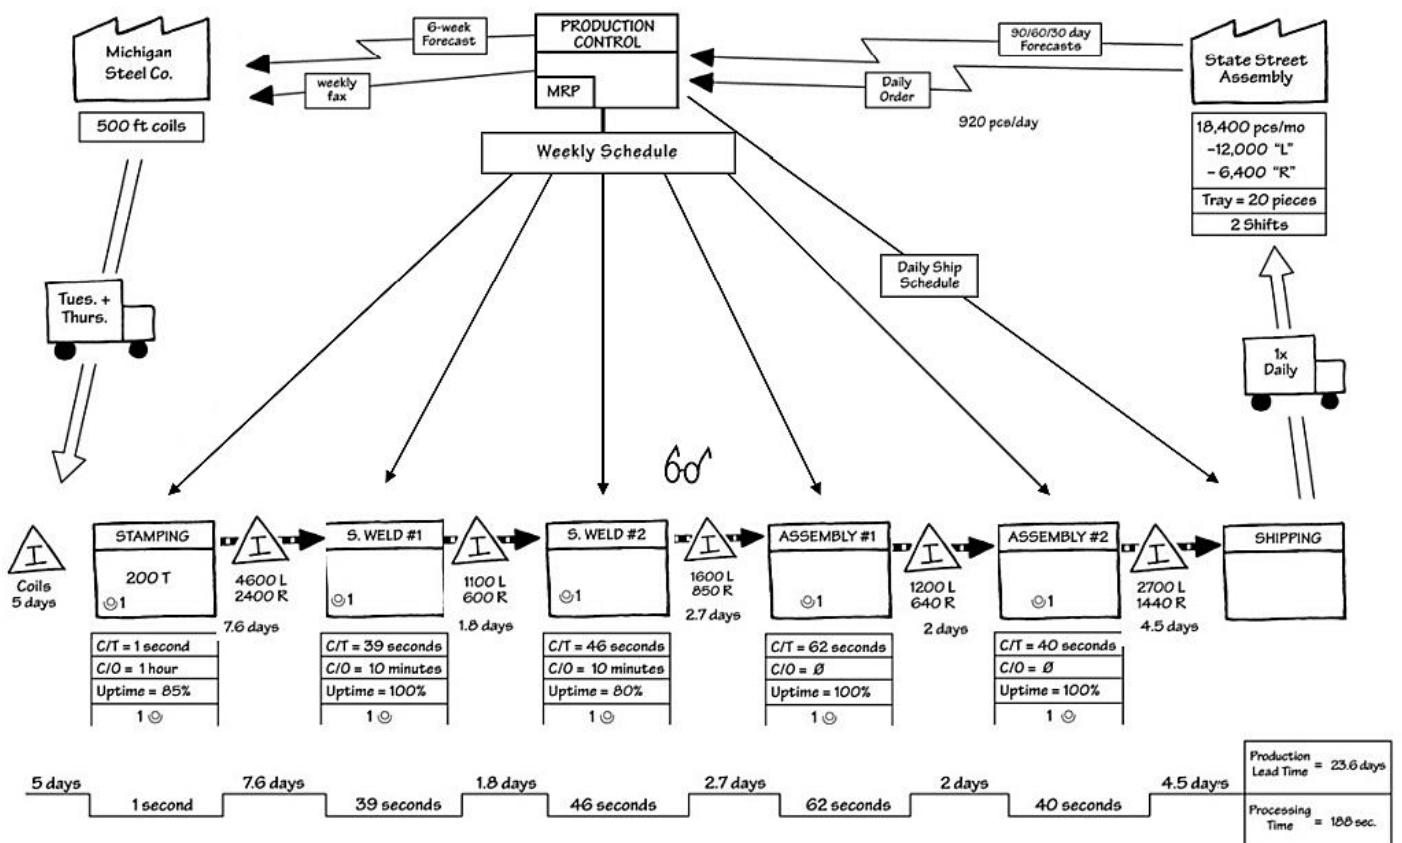 Michigan
Steel Co.
500 ft coils
6-week
Forecast
weekly
fax
PRODUCTION
CONTROL
MRP
Weekly Schedule
90/60/30 day
Forecasts
Daily
Order
920 pcs/day
State Street
Assembly
18,400 pcs/mo
-12,000 "L"
- 6,400 "R"
Tray = 20 pieces
2 Shifts
Tues. +
Thurs.
Daily Ship
Schedule
1x
Daily
I
Coils
5 days
STAMPING
200 T
1
C/T = 1 second
C/O = 1 hour
Uptime = 85%
1
I
4600 L
2400 R
7.6 days
S. WELD #1
1
C/T = 39 seconds
C/O = 10 minutes
Uptime = 100%
1
I
1100 L
600 R
1.8 days
S. WELD #2
1
C/T = 46 seconds
C/O = 10 minutes
Uptime = 80%
1
I
1600 L
850 R
2.7 days
ASSEMBLY #1
1
C/T = 62 seconds
C/O = Ø
Uptime = 100%
1
I
1200 L
640 R
2 days
ASSEMBLY #2
1
C/T = 40 seconds
C/O = Ø
Uptime = 100%
1
I
2700 L
1440 R
4.5 days
SHIPPING
5 days
1 second
7.6 days
39 seconds
1.8 days
46 seconds
2.7 days
62 seconds
2 days
40 seconds
4.5 days
Production
Lead Time = 23.6 days
Processing
Time = 188 sec.